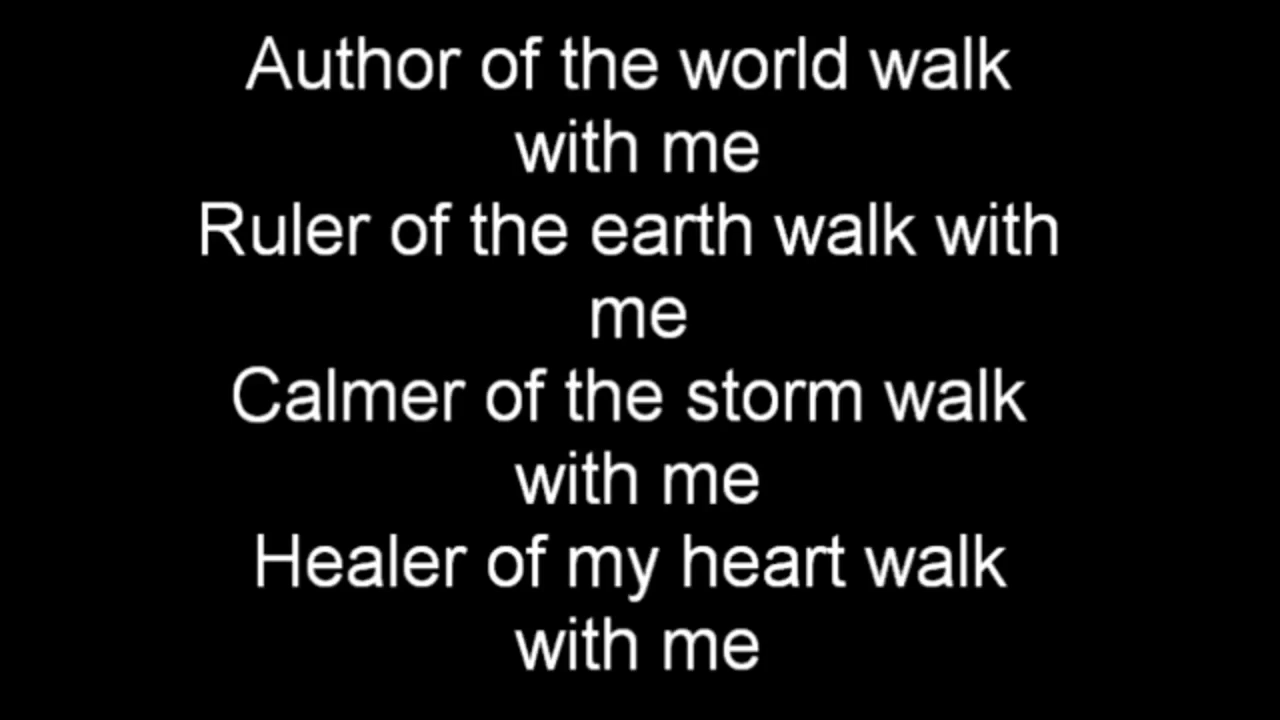 Author of the world walk
with me
Ruler of the earth walk with
me
Calmer of the storm walk
with me
Healer of my heart walk
with me